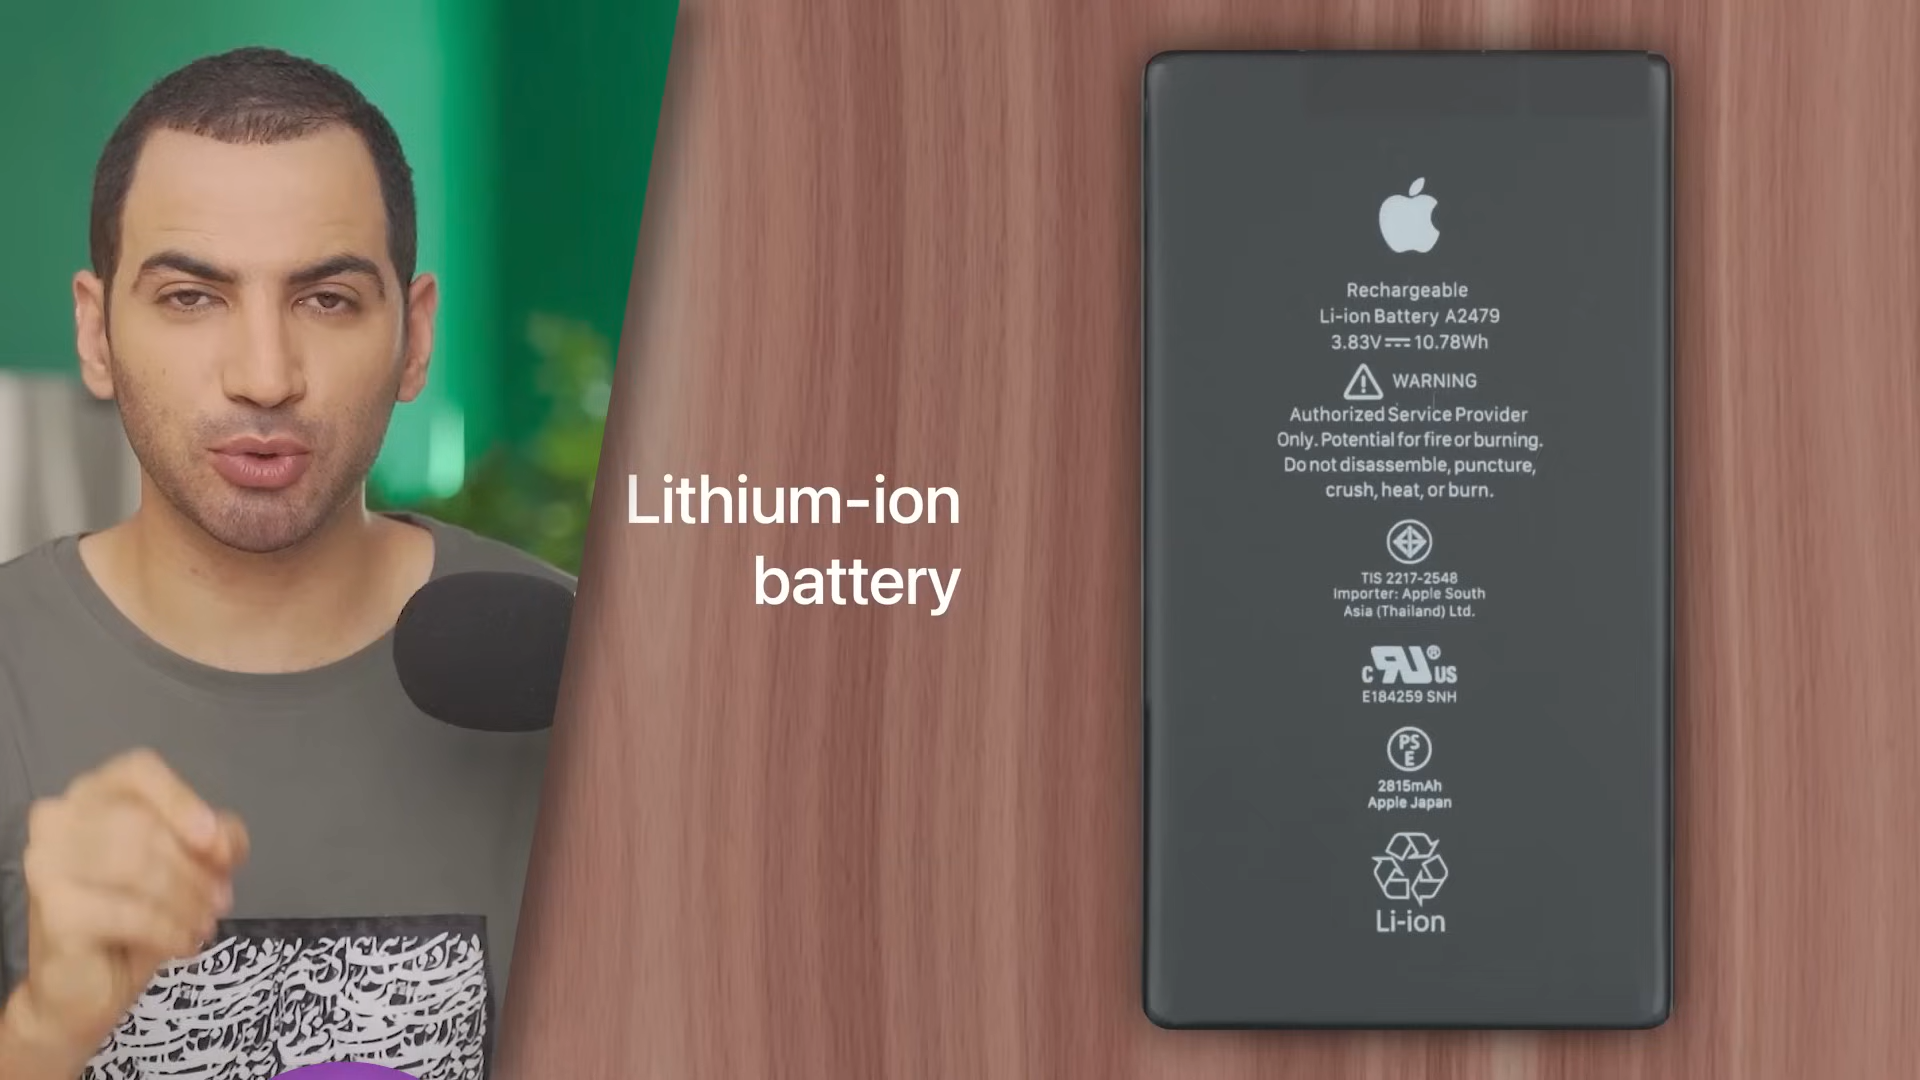 Lithium-ion
battery
Rechargeable
Li-ion Battery A2479
3.83V⎓10.78Wh
WARNING
Authorized Service Provider
Only. Potential for fire or burning.
Do not disassemble, puncture,
crush, heat, or burn.
TIS 2217-2548
Importer: Apple South
Asia (Thailand) Ltd.
c RU® US
E184259 SNH
PS
E
2815mAh
Apple Japan
Li-ion